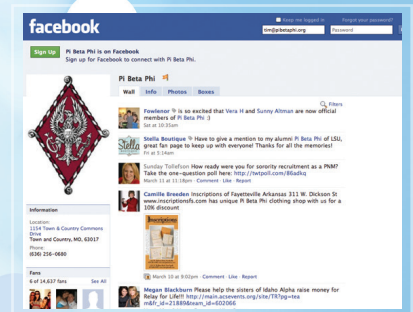 facebook
Keep me logged in Forgot your password?
tim@pibetaphi.org Password
Sign Up Pi Beta Phi is on Facebook
Sign up for Facebook to connect with Pi Beta Phi.
Pi Beta Phi
Wall Info Photos Boxes
Filters
Fowlenor is so excited that Vera H and Sunny Altman are now official
members of Pi Beta Phi :)
Sat at 10:35am
Stella Boutique Have to give a mention to my alumni Pi Beta Phi of LSU,
great fan page to keep up with everyone! Thanks for all the memories!
Fri at 5:14am
Sunday Tollefson How ready were you for sorority recruitment as a PNM?
Take the one-question poll here: http://twtpoll.com/86adkq
March 11 at 11:18pm · Comment · Like · Report
Camille Breeden Inscriptions of Fayetteville Arkansas 311 W. Dickson St
www.inscriptionsfs.com has unique Pi Beta Phi clothing shop with us for a
10% discount
Inscriptions
March 10 at 9:02pm · Comment · Like · Report
Megan Blackburn Please help the sisters of Idaho Alpha raise money for
Relay for Life!!! http://main.acsevents.org/site/TR?pg=tea
m&fr_id=21889&team_id=602066
Information
Location:
1154 Town & Country Commons
Drive
Town and Country, MO, 63017
Phone:
(636) 256-0680
Fans
6 of 14,637 fans See All
Stella